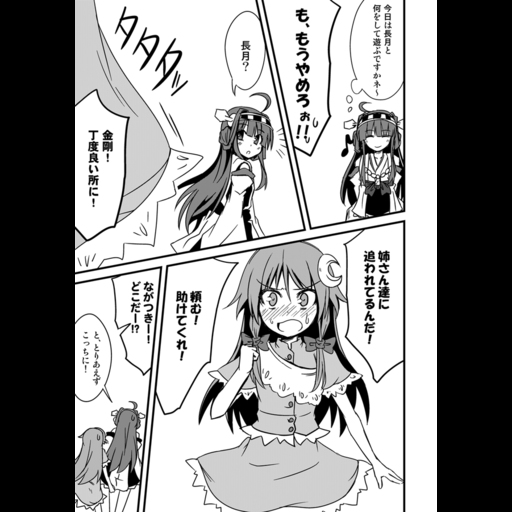 今日は長月と
何をして遊ぶですかネ～
も、もうやめろ
ぉぉ!!
長月？
タタタッ
金剛！
丁度良い所に！
姉さん達に
追われてるんだ！
頼む！
助けてくれ！
ながつきー！
どこだー!?
と、とりあえず
こっちに！